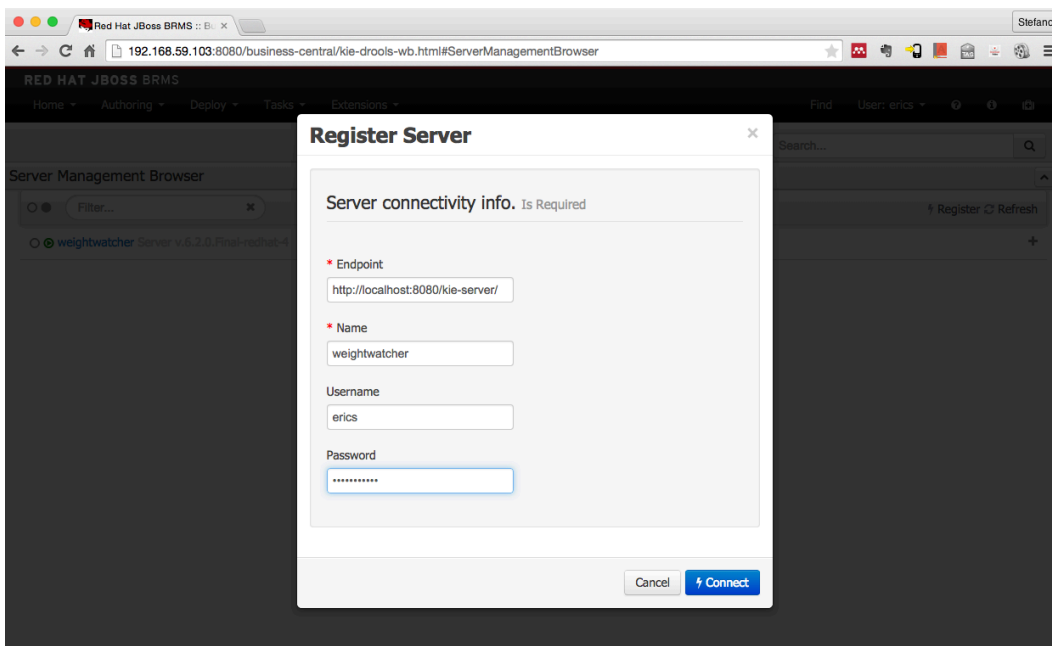 Red Hat JBoss BRMS :: Bu
Stefano
192.168.59.103:8080/business-central/kie-drools-wb.html#ServerManagementBrowser
RED HAT JBOSS BRMS
Home Authoring Deploy Tasks Extensions Find User: erics
Search...
Server Management Browser
Filter... Register Refresh
weightwatcher Server v.6.2.0.Final-redhat-4
Register Server
Server connectivity info. Is Required
* Endpoint
http://localhost:8080/kie-server/
* Name
weightwatcher
Username
erics
Password
•••••••••••
Cancel Connect